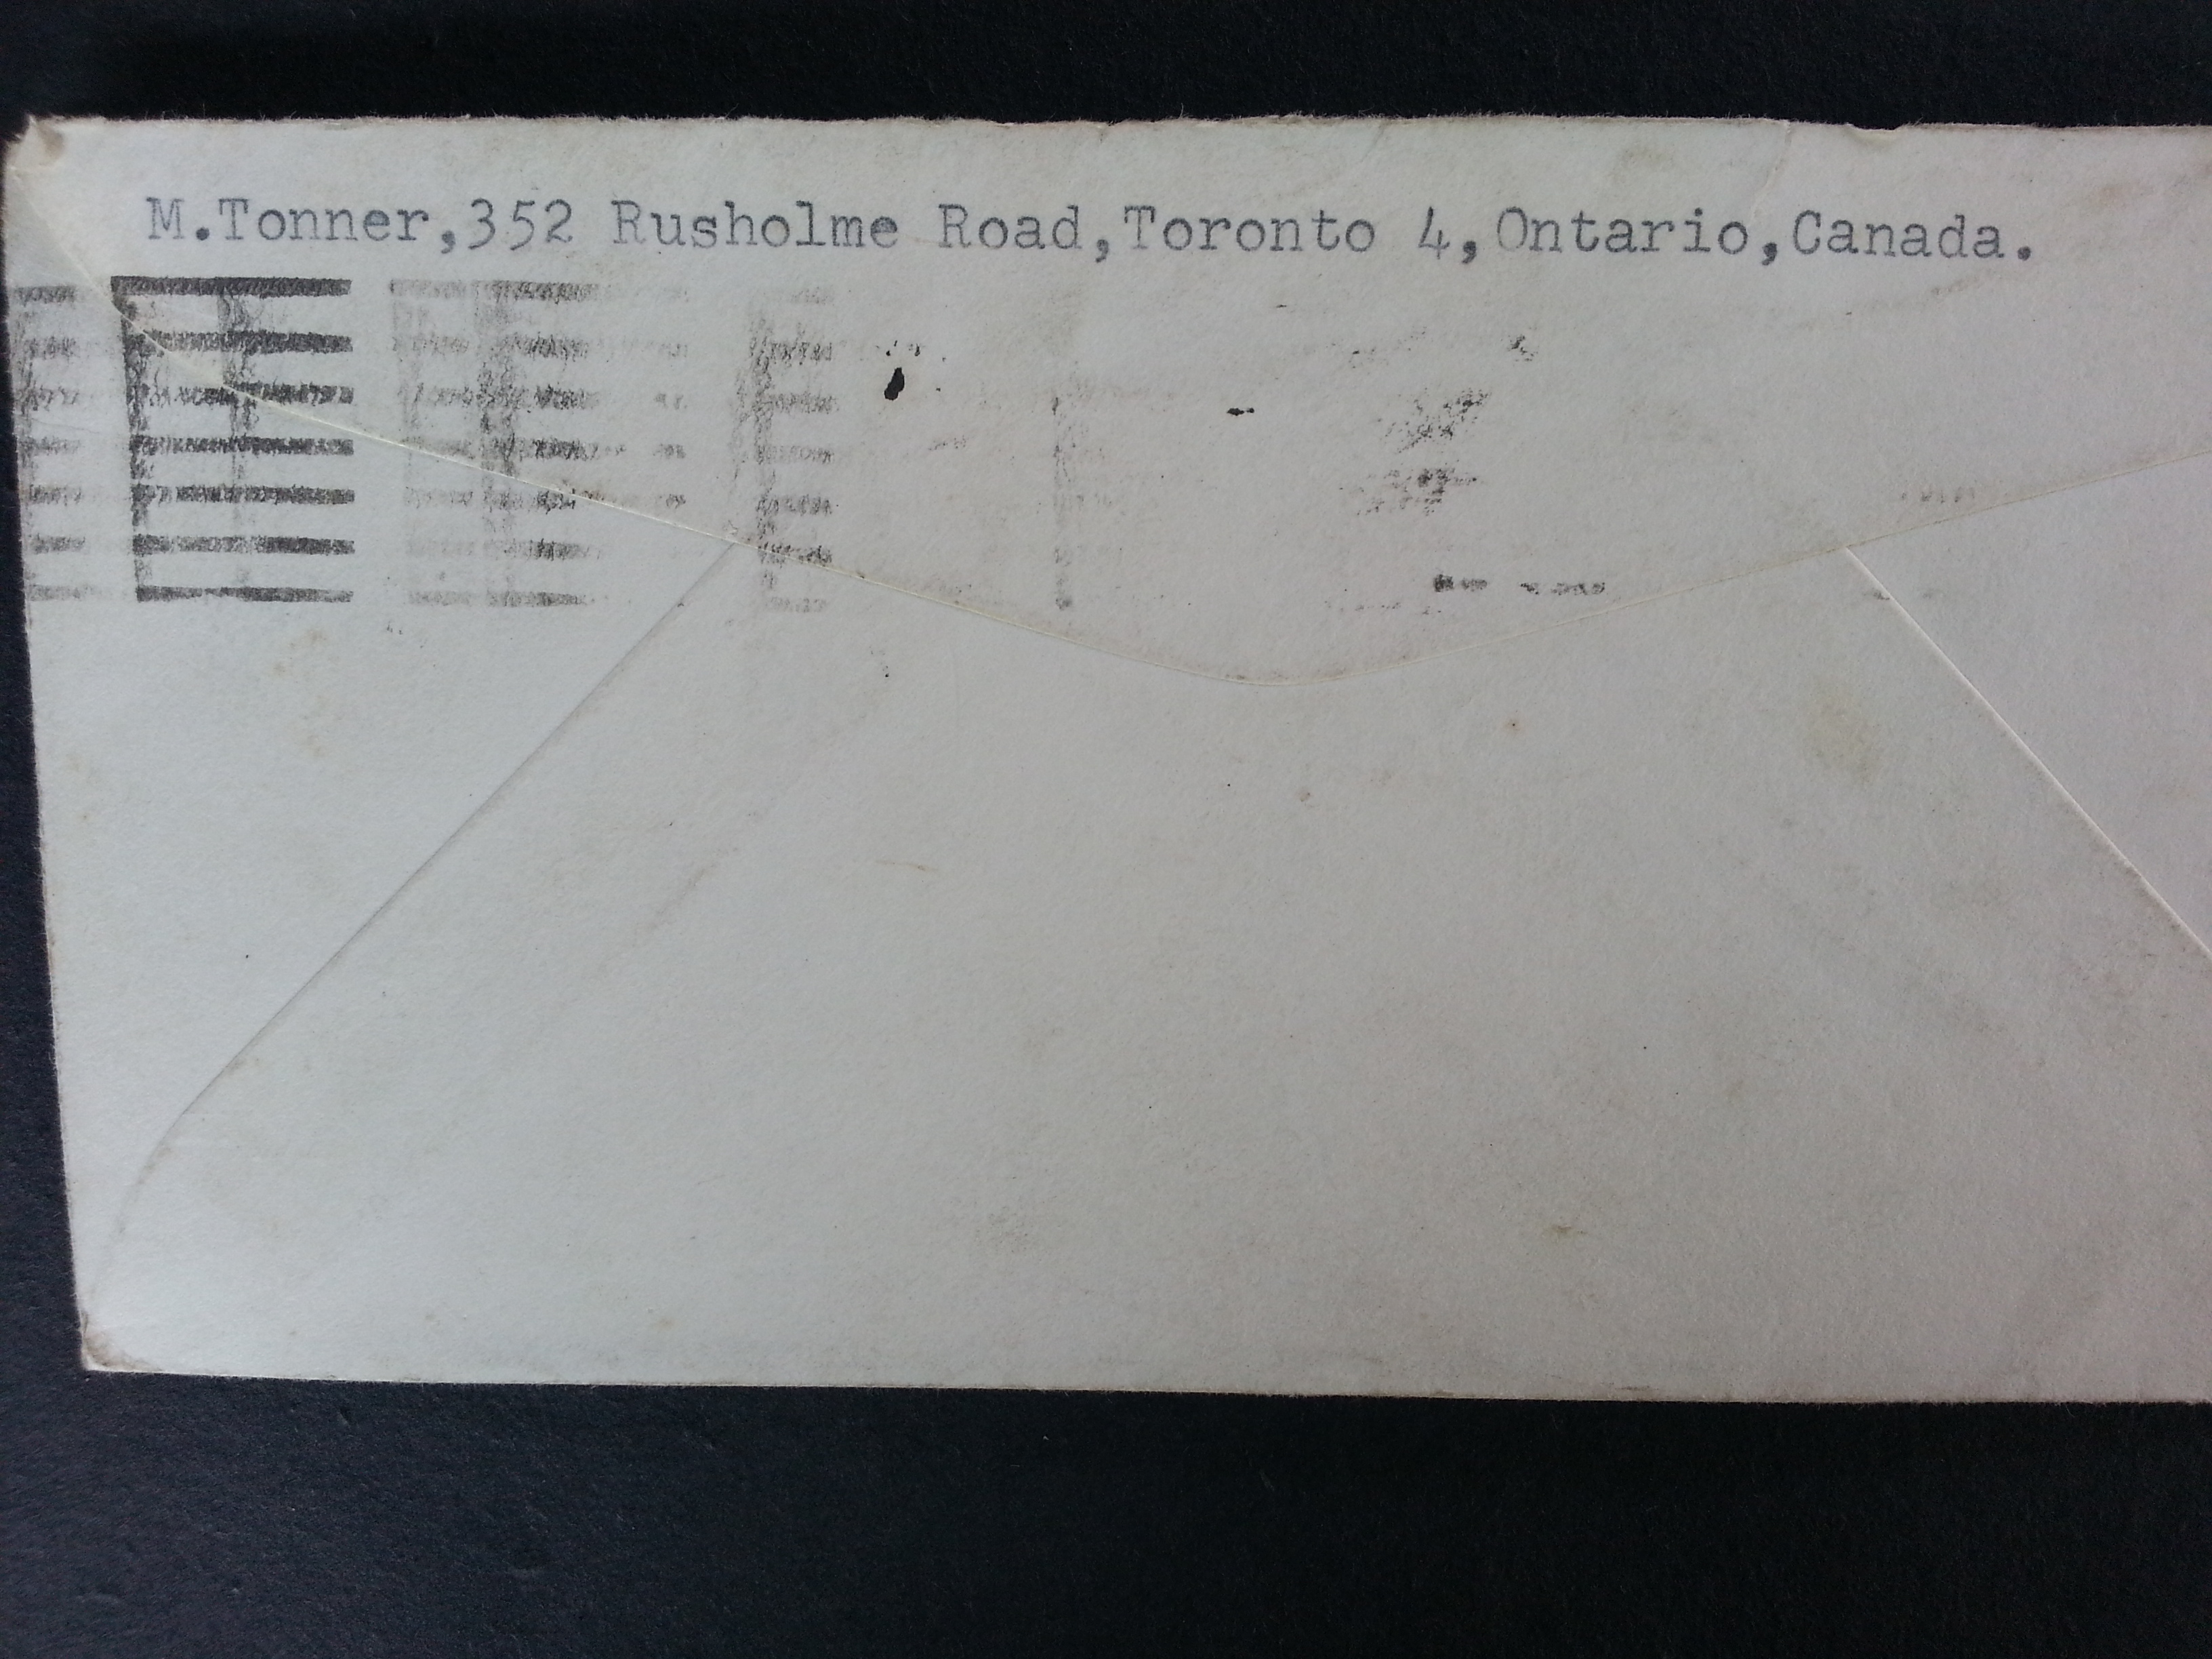 M.Tonner,352 Rusholme Road,Toronto 4,Ontario,Canada.